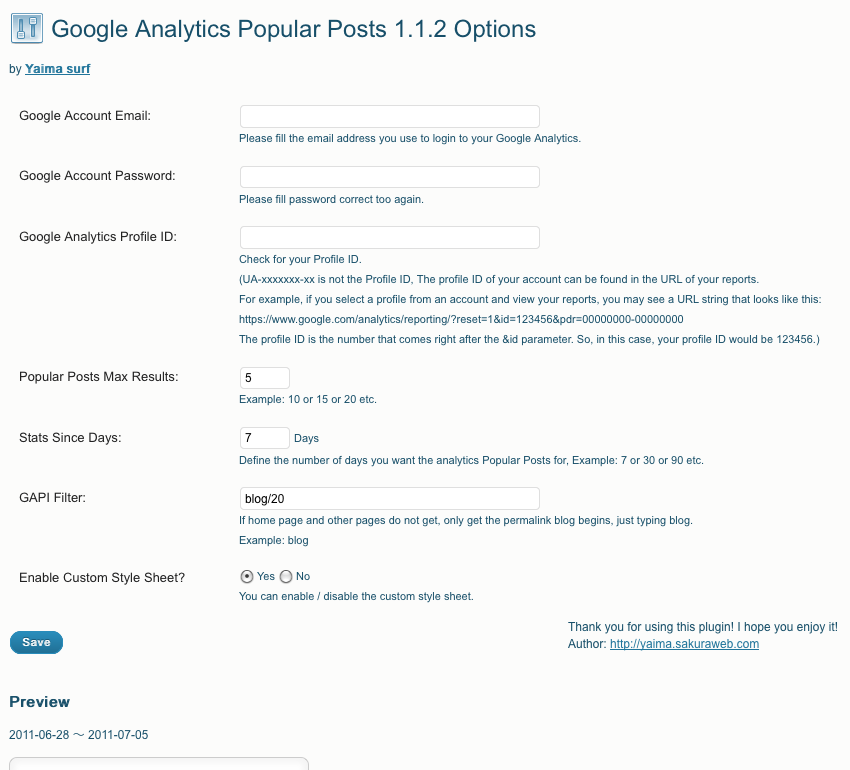 Google Analytics Popular Posts 1.1.2 Options
by Yaima surf
Google Account Email:
Please fill the email address you use to login to your Google Analytics.
Google Account Password:
Please fill password correct too again.
Google Analytics Profile ID:
Check for your Profile ID.
(UA-xxxxxxx-xx is not the Profile ID, The profile ID of your account can be found in the URL of your reports.
For example, if you select a profile from an account and view your reports, you may see a URL string that looks like this:
https://www.google.com/analytics/reporting/?reset=1&id=123456&pdr=00000000-00000000
The profile ID is the number that comes right after the &id parameter. So, in this case, your profile ID would be 123456.)
Popular Posts Max Results:
5
Example: 10 or 15 or 20 etc.
Stats Since Days:
7 Days
Define the number of days you want the analytics Popular Posts for, Example: 7 or 30 or 90 etc.
GAPI Filter:
blog/20
If home page and other pages do not get, only get the permalink blog begins, just typing blog.
Example: blog
Enable Custom Style Sheet?
Yes No
You can enable / disable the custom style sheet.
Thank you for using this plugin! I hope you enjoy it!
Author: http://yaima.sakuraweb.com
Save
Preview
2011-06-28 ～ 2011-07-05